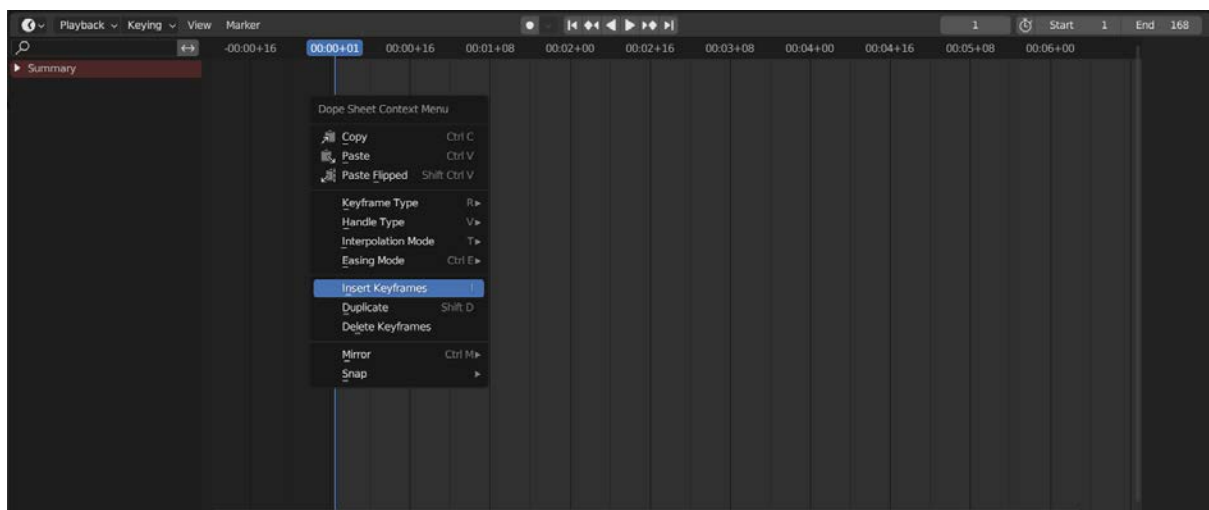 Playback Keying View Marker 1 Start 1 End 168
-00:00+16 00:00+01 00:00+16 00:01+08 00:02+00 00:02+16 00:03+08 00:04+00 00:04+16 00:05+08 00:06+00
Summary
Dope Sheet Context Menu
Copy Ctrl C
Paste Ctrl V
Paste Flipped Shift Ctrl V
Keyframe Type R
Handle Type V
Interpolation Mode T
Easing Mode Ctrl E
Insert Keyframes I
Duplicate Shift D
Delete Keyframes
Mirror Ctrl M
Snap